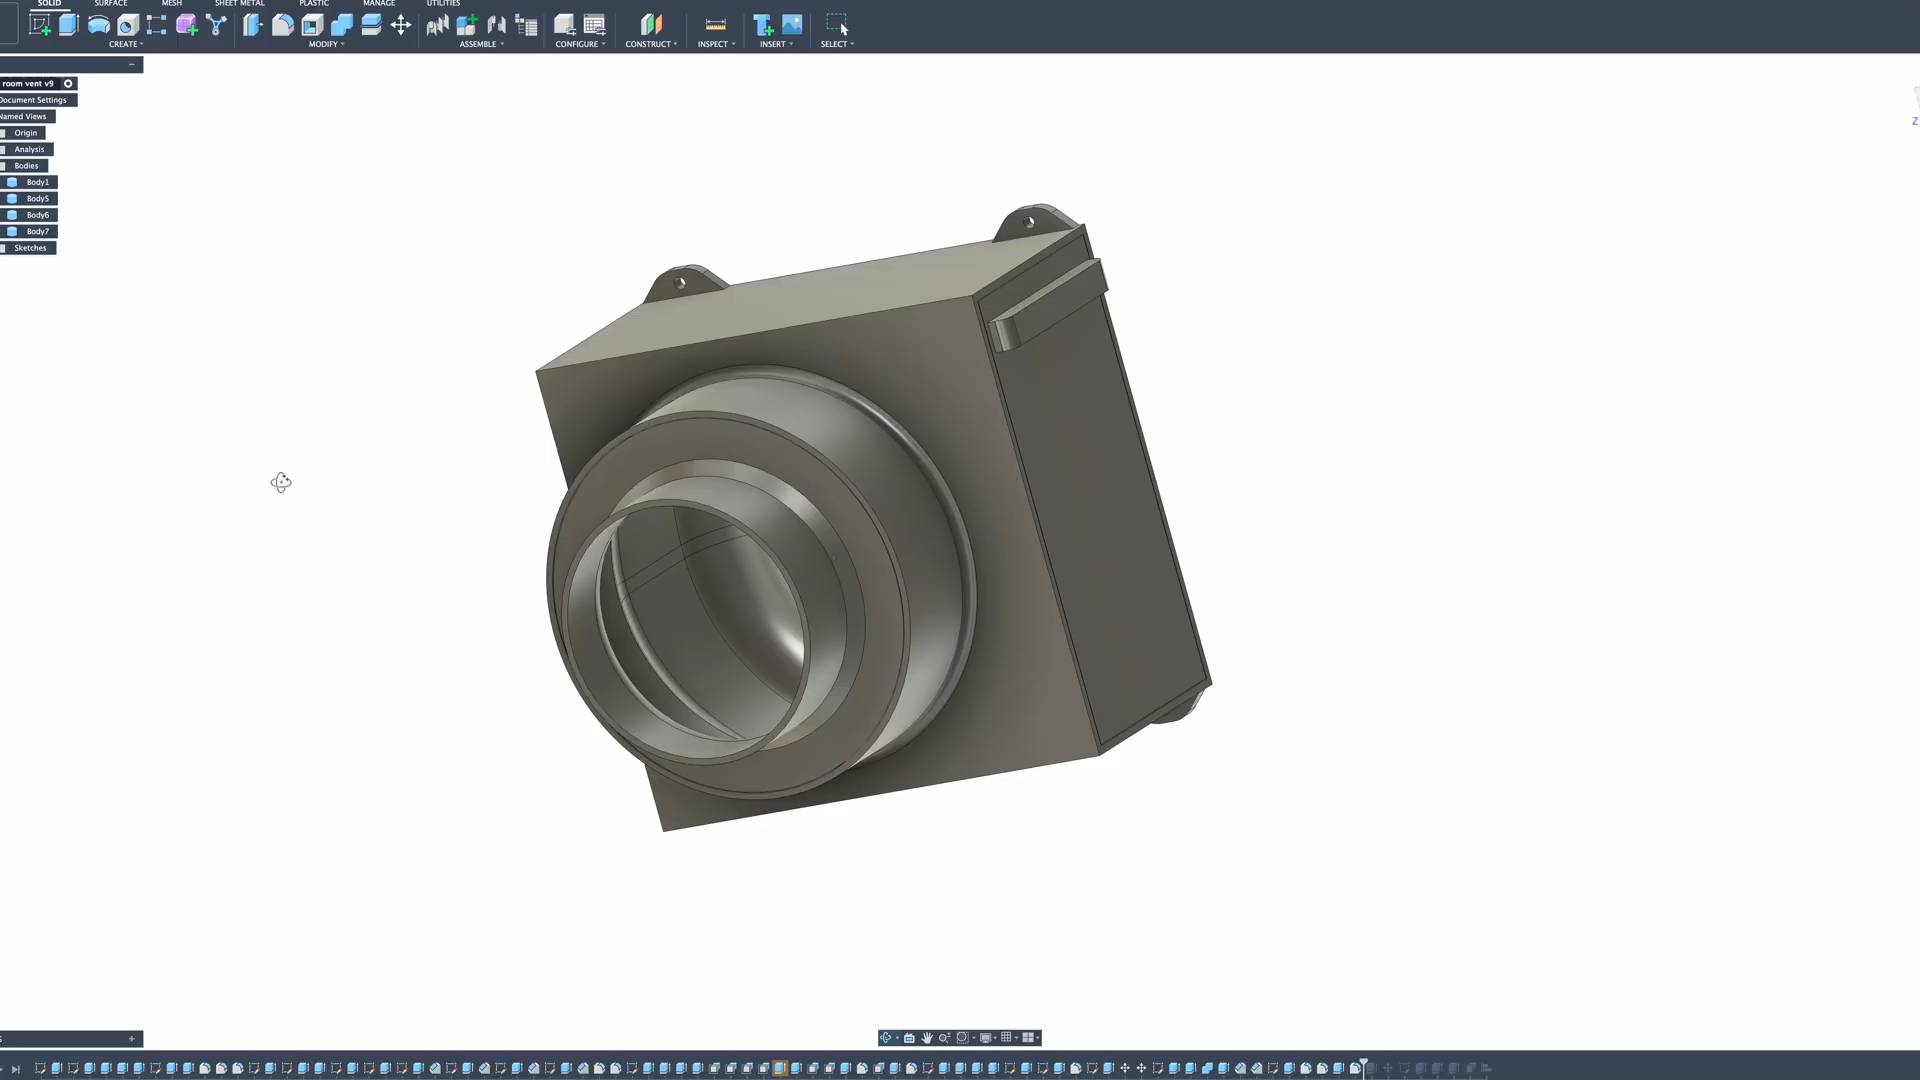 SOLID SURFACE MESH SHEET METAL PLASTIC MANAGE UTILITIES
CREATE MODIFY ASSEMBLE CONFIGURE CONSTRUCT INSPECT INSERT SELECT
room vent v9
Document Settings
Named Views
Origin
Analysis
Bodies
Body1
Body5
Body6
Body7
Sketches
Z